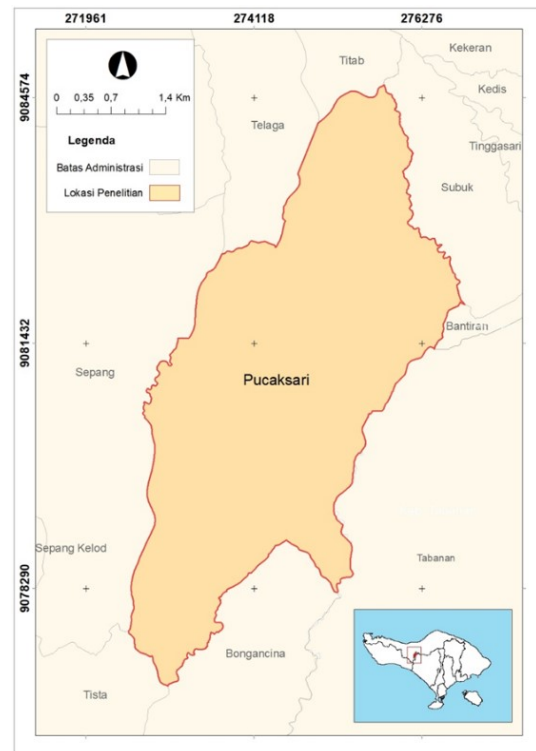 271961 274118 276276
9084574
9081432
9078290
0 0,35 0,7 1,4 Km
Legenda
Batas Administrasi
Lokasi Penelitian
Titab
Kekeran
Kedis
Telaga
Tinggasari
Subuk
Bantiran
Sepang
Pucaksari
Sepang Kelod
Tabanan
Bongancina
Tista